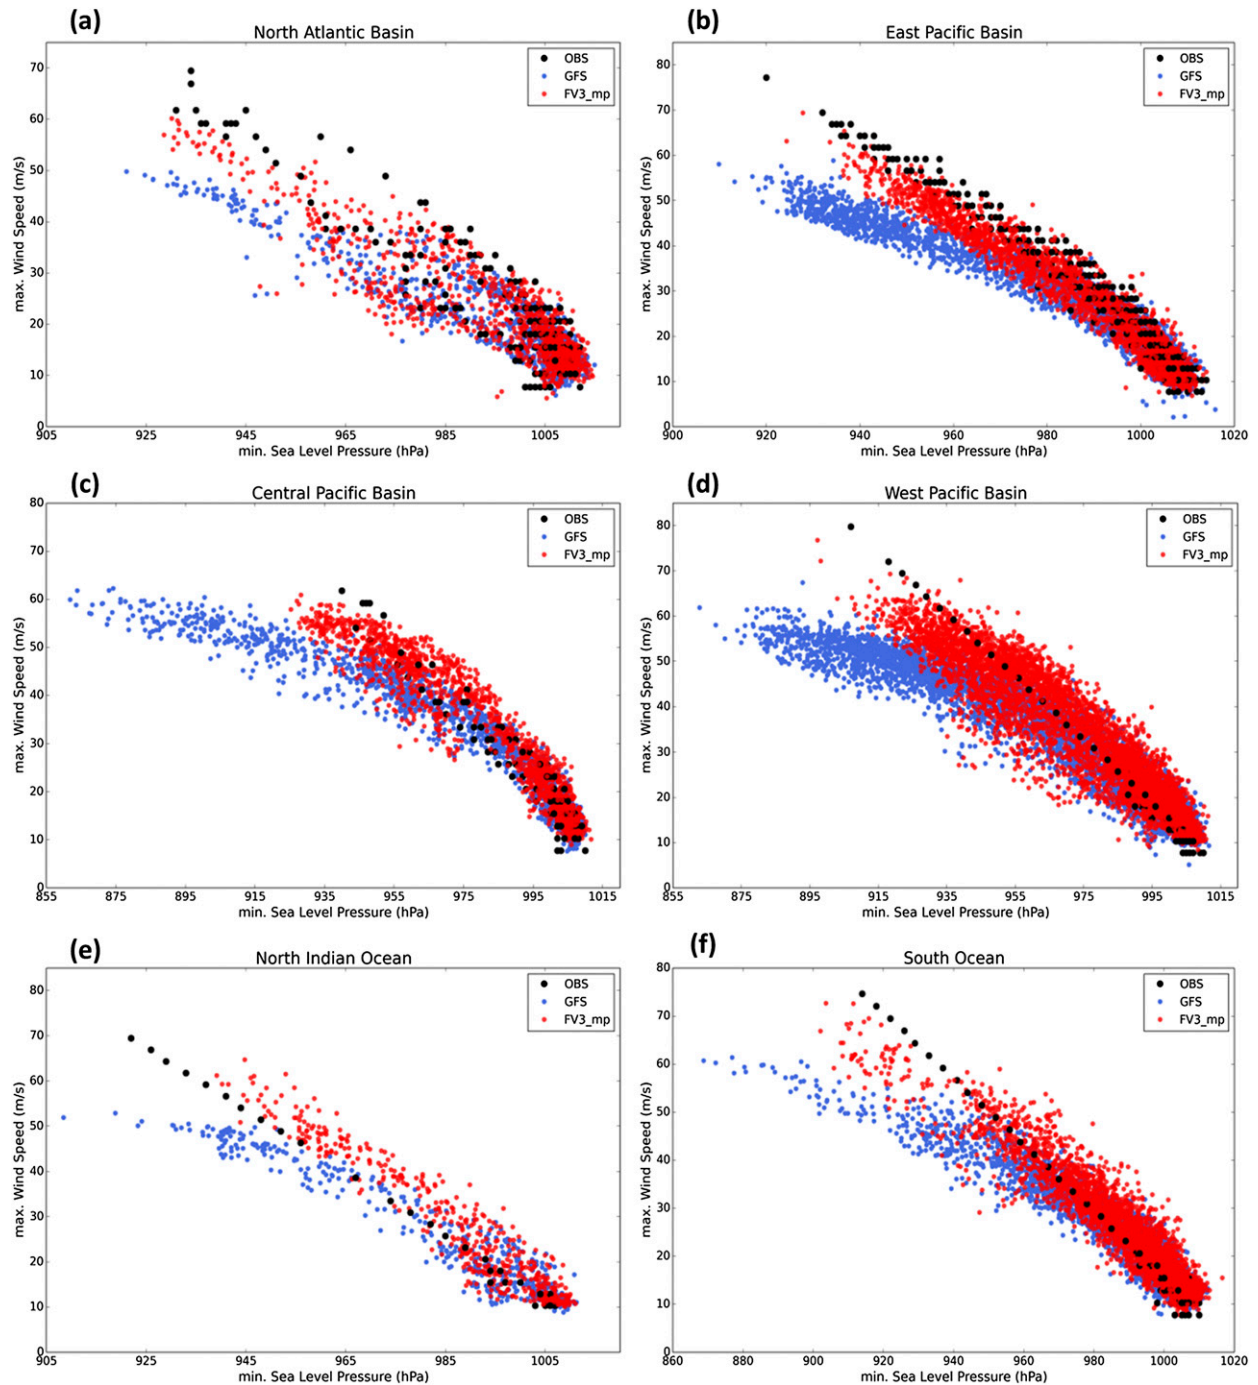 (a)
North Atlantic Basin
OBS
GFS
FV3_mp
max. Wind Speed (m/s)
70
60
50
40
30
20
10
0
905 925 945 965 985 1005
min. Sea Level Pressure (hPa)
(b)
East Pacific Basin
OBS
GFS
FV3_mp
max. Wind Speed (m/s)
80
70
60
50
40
30
20
10
0
900 920 940 960 980 1000 1020
min. Sea Level Pressure (hPa)
(c)
Central Pacific Basin
OBS
GFS
FV3_mp
max. Wind Speed (m/s)
80
70
60
50
40
30
20
10
0
855 875 895 915 935 955 975 995 1015
min. Sea Level Pressure (hPa)
(d)
West Pacific Basin
OBS
GFS
FV3_mp
max. Wind Speed (m/s)
80
70
60
50
40
30
20
10
0
855 875 895 915 935 955 975 995 1015
min. Sea Level Pressure (hPa)
(e)
North Indian Ocean
OBS
GFS
FV3_mp
max. Wind Speed (m/s)
80
70
60
50
40
30
20
10
0
905 925 945 965 985 1005
min. Sea Level Pressure (hPa)
(f)
South Ocean
OBS
GFS
FV3_mp
max. Wind Speed (m/s)
80
70
60
50
40
30
20
10
0
860 880 900 920 940 960 980 1000 1020
min. Sea Level Pressure (hPa)